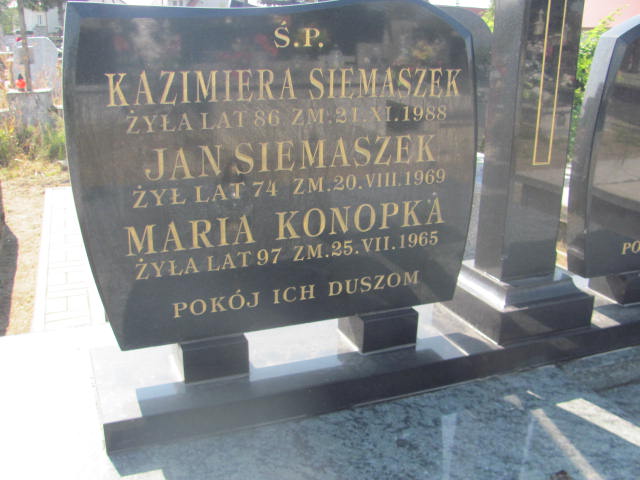 Ś.P.
KAZIMIERA SIEMASZEK
ŻYŁA LAT 86 ZM.21.XI.1988
JAN SIEMASZEK
ŻYŁ LAT 74 ZM.20.VIII.1969
MARIA KONOPKA
ŻYŁA LAT 97 ZM.25.VII.1965
POKÓJ ICH DUSZOM